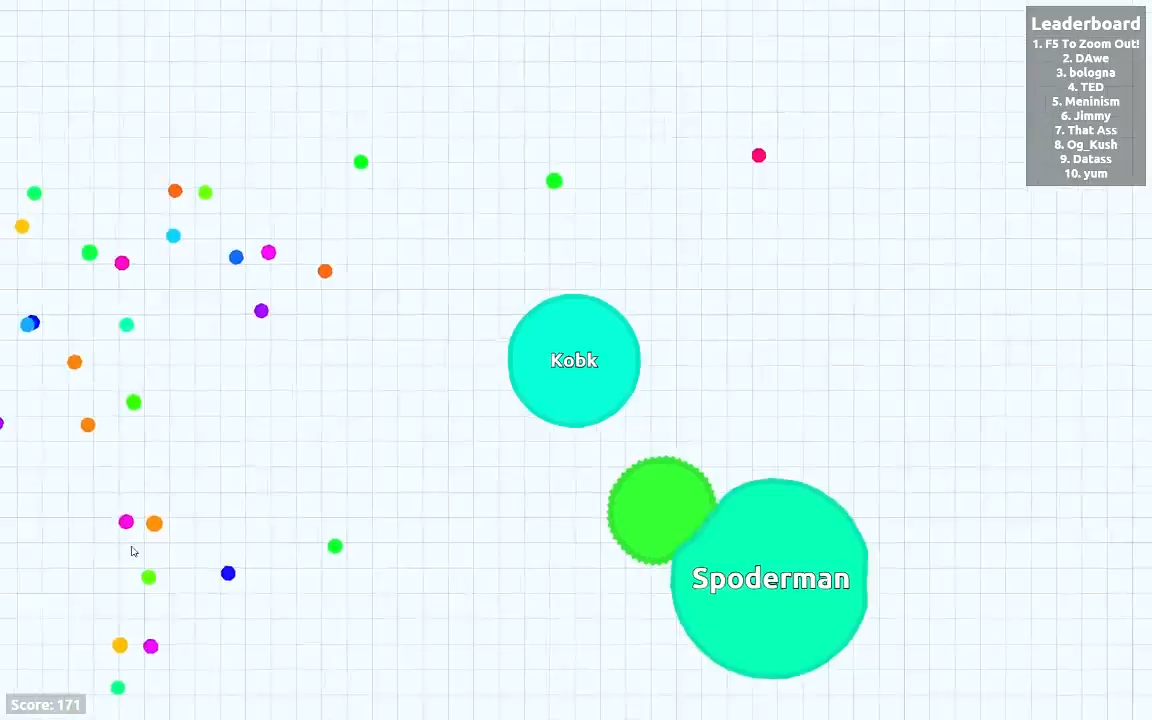 Leaderboard
1. F5 To Zoom Out!
2. DAwe
3. bologna
4. TED
5. Meninism
6. Jimmy
7. That Ass
8. Og_Kush
9. Datass
10. yum
Kobk
Spoderman
Score: 171